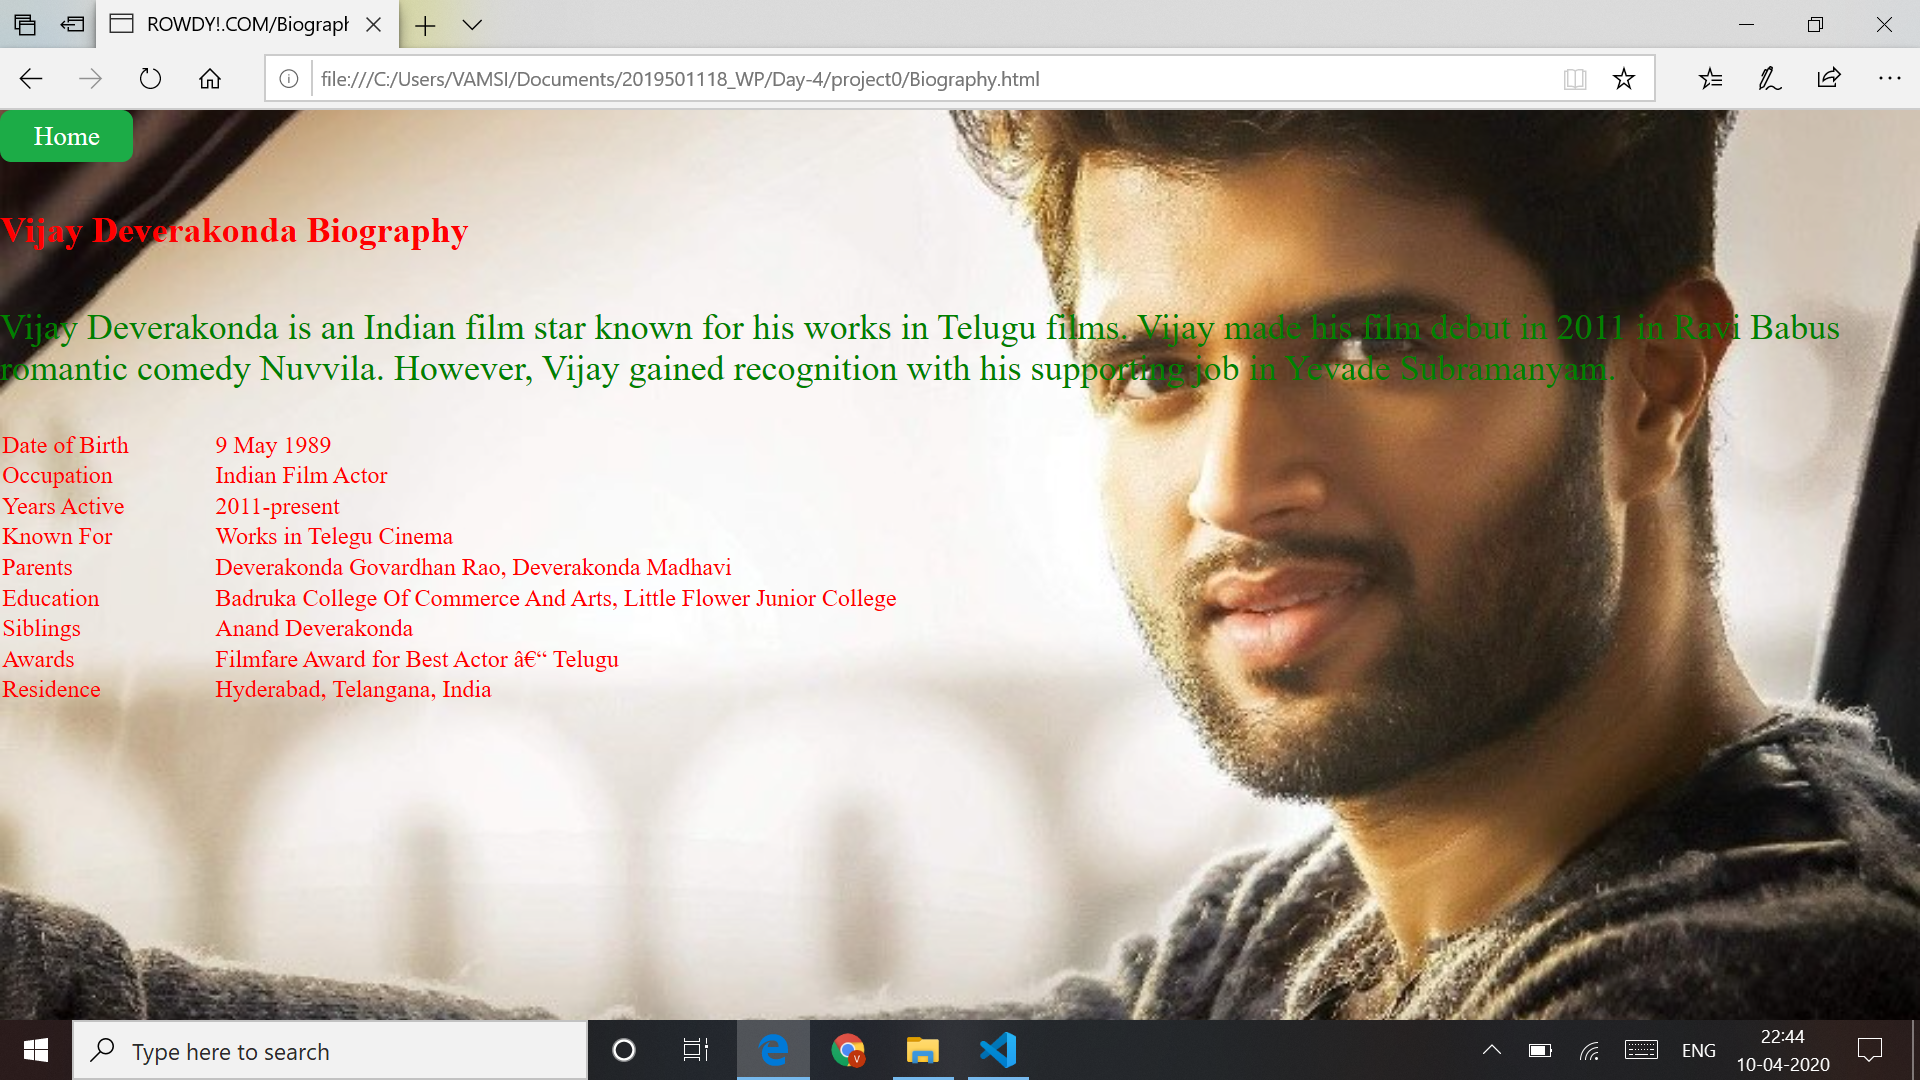 ROWDY!.COM/Biograph
file:///C:/Users/VAMSI/Documents/2019501118_WP/Day-4/project0/Biography.html
Home
Vijay Deverakonda Biography
Vijay Deverakonda is an Indian film star known for his works in Telugu films. Vijay made his film debut in 2011 in Ravi Babus
romantic comedy Nuvvila. However, Vijay gained recognition with his supporting job in Yevade Subramanyam.
Date of Birth 9 May 1989
Occupation Indian Film Actor
Years Active 2011-present
Known For Works in Telegu Cinema
Parents Deverakonda Govardhan Rao, Deverakonda Madhavi
Education Badruka College Of Commerce And Arts, Little Flower Junior College
Siblings Anand Deverakonda
Awards Filmfare Award for Best Actor â€“ Telugu
Residence Hyderabad, Telangana, India
Type here to search
V
ENG
22:44
10-04-2020